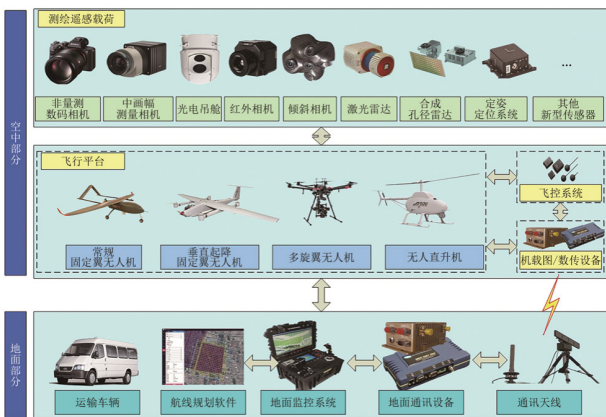 测绘遥感载荷
非量测
数码相机
中画幅
测量相机
光电吊舱
红外相机
倾斜相机
激光雷达
合成
孔径雷达
定姿
定位系统
...
其他
新型传感器
空中部分
飞行平台
常规
固定翼无人机
垂直起降
固定翼无人机
多旋翼无人机
无人直升机
飞控系统
机载图/数传设备
地面部分
运输车辆
航线规划软件
地面监控系统
地面通讯设备
通讯天线